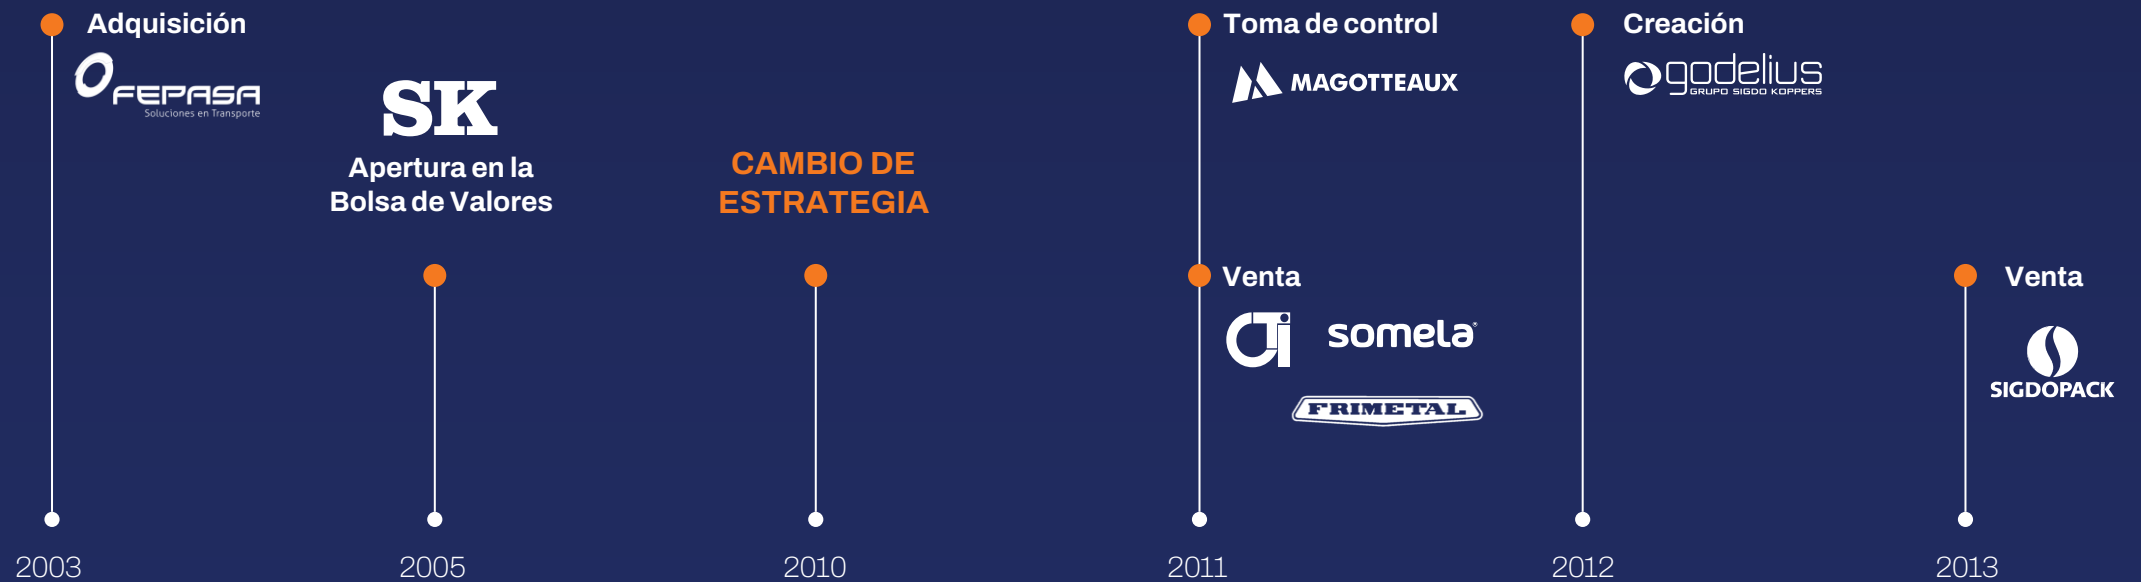 Adquisición
FEPASA
Soluciones en Transporte
SK
Apertura en la
Bolsa de Valores
CAMBIO DE
ESTRATEGIA
Toma de control
MAGOTTEAUX
Venta
CTi
somela
FRIMETAL
Creación
godelius
GRUPO SIGDO KOPPERS
Venta
SIGDOPACK
2003
2005
2010
2011
2012
2013